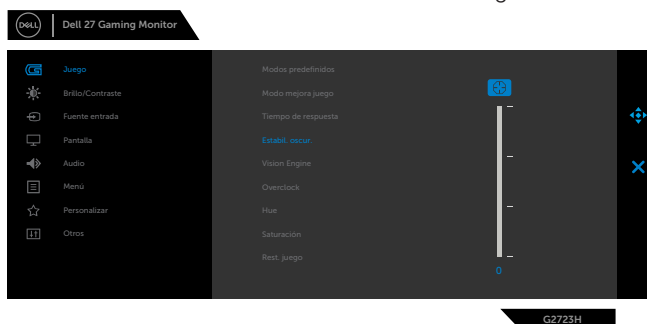 DELL
Dell 27 Gaming Monitor
Juego
Brillo/Contraste
Fuente entrada
Pantalla
Audio
Menú
Personalizar
Otros
Modos predefinidos
Modo mejora juego
Tiempo de respuesta
Estabil. oscur.
Vision Engine
Overclock
Hue
Saturación
Rest. juego
0
G2723H